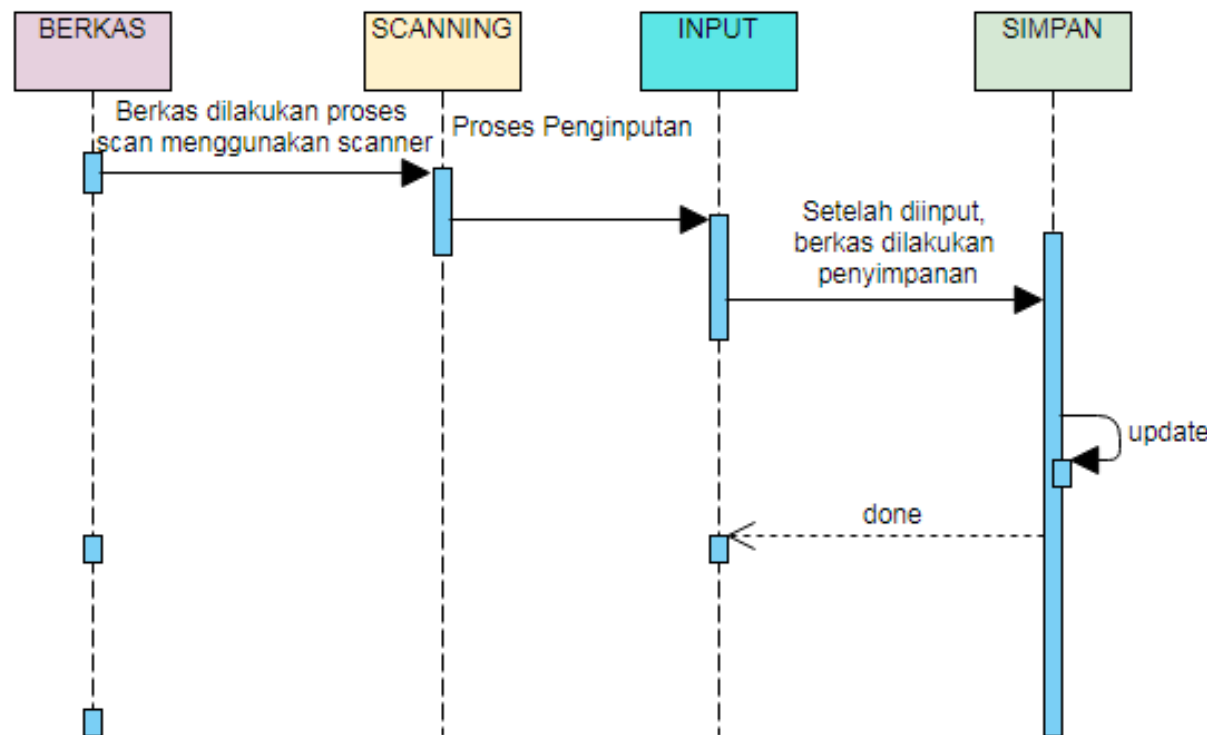 BERKAS
SCANNING
INPUT
SIMPAN
Berkas dilakukan proses
scan menggunakan scanner
Proses Penginputan
Setelah diinput,
berkas dilakukan
penyimpanan
update
done